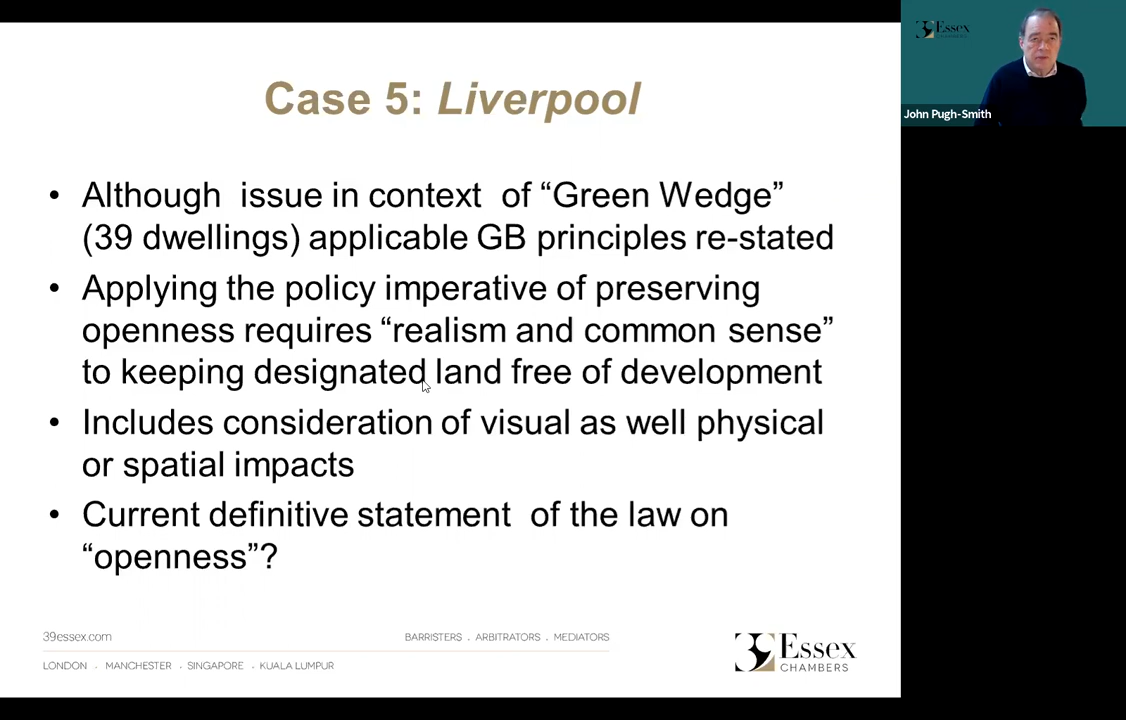 Case 5: Liverpool
• Although issue in context of “Green Wedge”
(39 dwellings) applicable GB principles re-stated
• Applying the policy imperative of preserving
openness requires “realism and common sense”
to keeping designated land free of development
• Includes consideration of visual as well physical
or spatial impacts
• Current definitive statement of the law on
“openness”?
39essex.com
BARRISTERS . ARBITRATORS . MEDIATORS
LONDON . MANCHESTER . SINGAPORE . KUALA LUMPUR
39 Essex
CHAMBERS
39 Essex
CHAMBERS
John Pugh-Smith